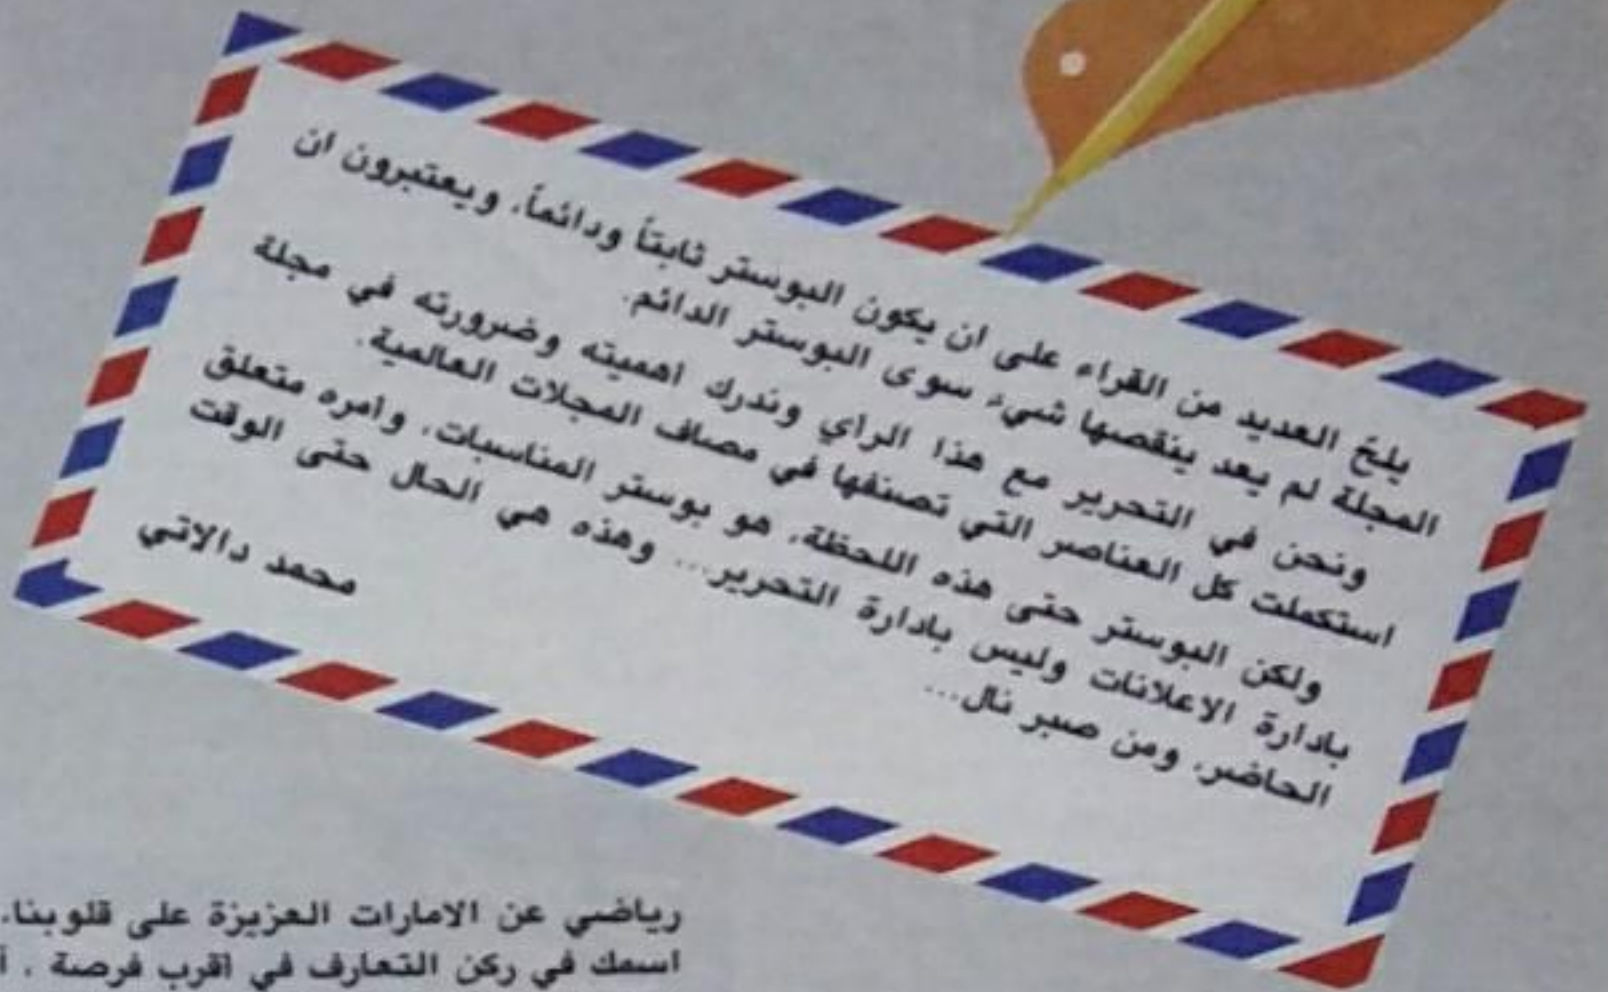 يلحّ العديد من القراء على ان يكون البوستر ثابتاً ودائماً، ويعتبرون ان
المجلة لم يعد ينقصها شيء سوى البوستر الدائم.
ونحن في التحرير مع هذا الراي وندرك اهميته وضرورته في مجلة
استكملت كل العناصر التي تصنفها في مصاف المجلات العالمية.
ولكن البوستر حتى هذه اللحظة، هو بوستر المناسبات، وامره متعلق
بادارة الاعلانات وليس بادارة التحرير... وهذه هي الحال حتى الوقت
الحاضر، ومن صبر نال...
محمد دالاتي
رياضي عن الامارات العزيزة على قلوبنا.
اسمك في ركن التعارف في اقرب فرصة .